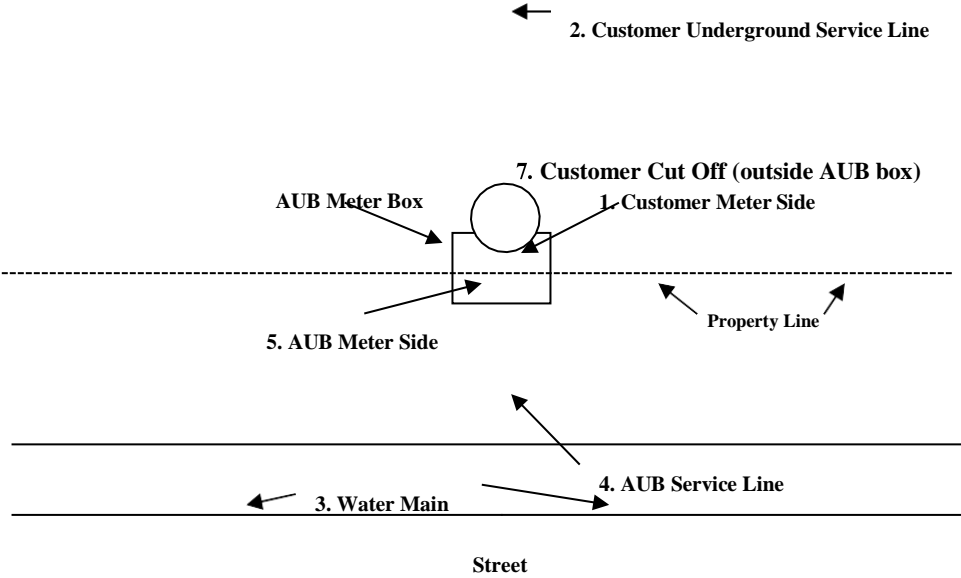 2. Customer Underground Service Line
7. Customer Cut Off (outside AUB box)
AUB Meter Box
1. Customer Meter Side
Property Line
5. AUB Meter Side
4. AUB Service Line
3. Water Main
Street